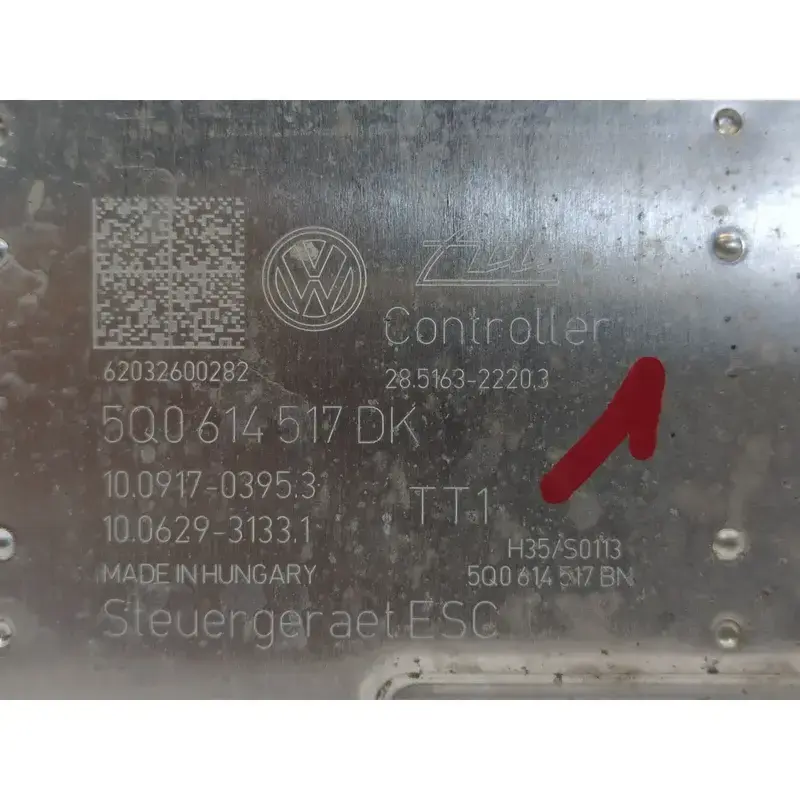 Controller
62032600282
28.5163-2220.3
5Q0 614 517 DK
10.0917-0395.3
TT1
10.0629-3133.1
H35/S0113
MADE IN HUNGARY
5Q0 614 517 BN
Steuergeraet ESC